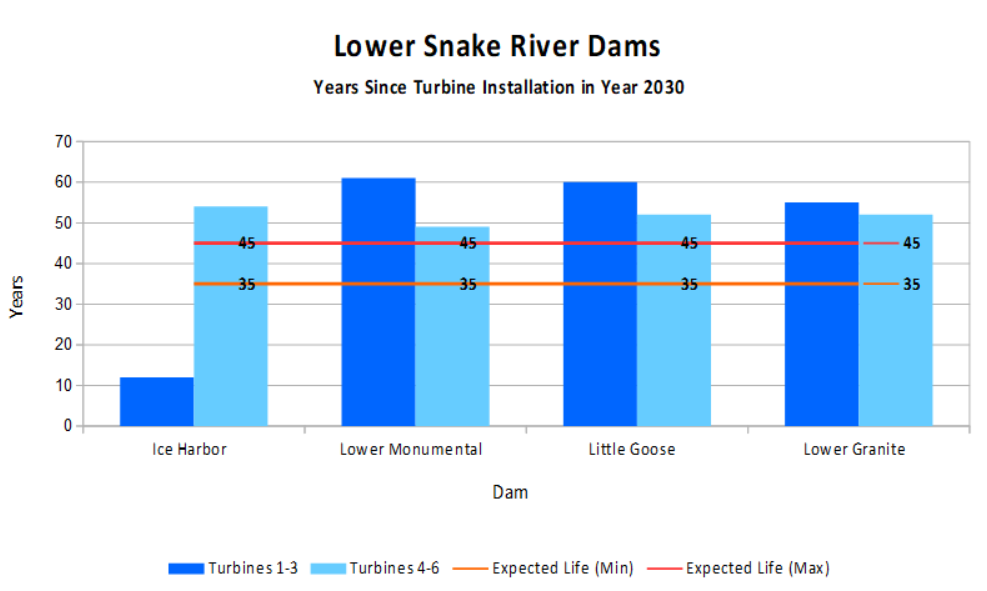 Lower Snake River Dams
Years Since Turbine Installation in Year 2030
Years
70
60
50
40
30
20
10
0
45 45 45 45
35 35 35 35
Ice Harbor Lower Monumental Little Goose Lower Granite
Dam
Turbines 1-3 Turbines 4-6 Expected Life (Min) Expected Life (Max)